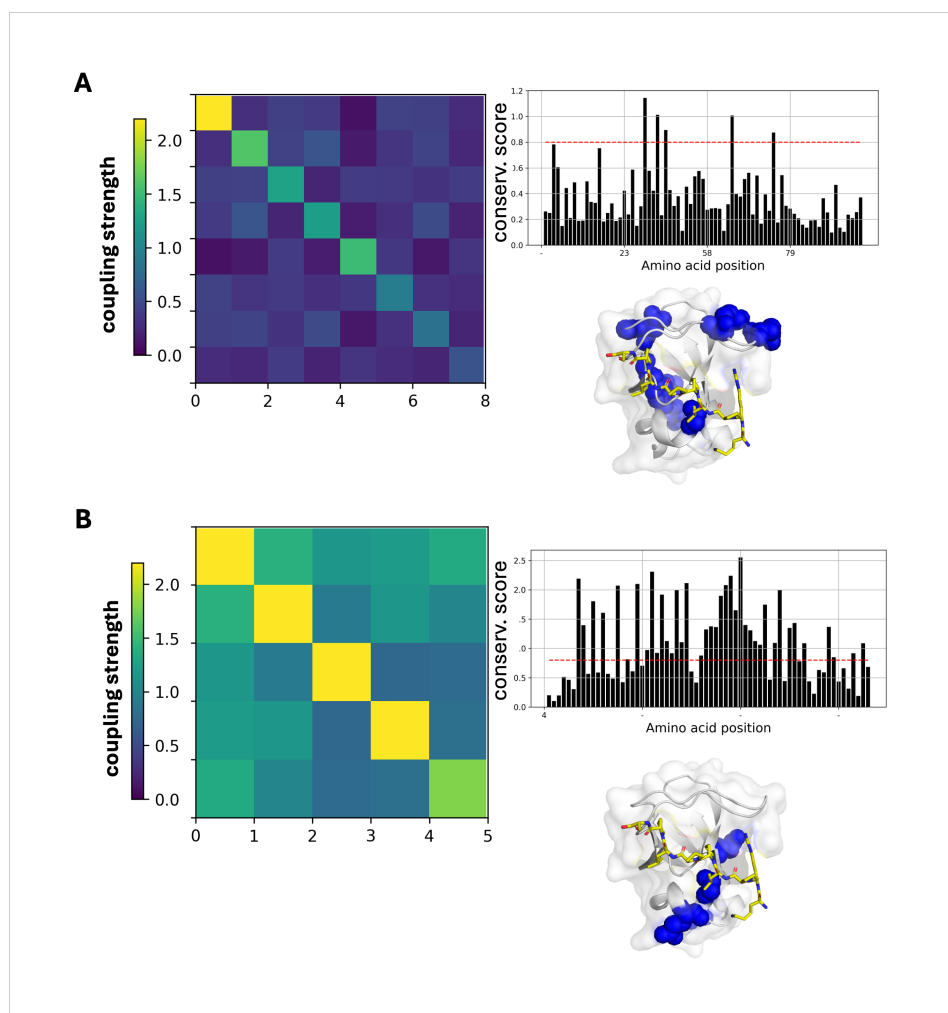 A
coupling strength
2.0
1.5
1.0
0.5
0.0
0 2 4 6 8
conserv. score
1.2
1.0
0.8
0.6
0.4
0.2
0.0
- 23 58 79
Amino acid position
B
coupling strength
2.0
1.5
1.0
0.5
0.0
0 1 2 3 4 5
conserv. score
2.5
2.0
.5
.0
0.5
0.0
4 - - -
Amino acid position